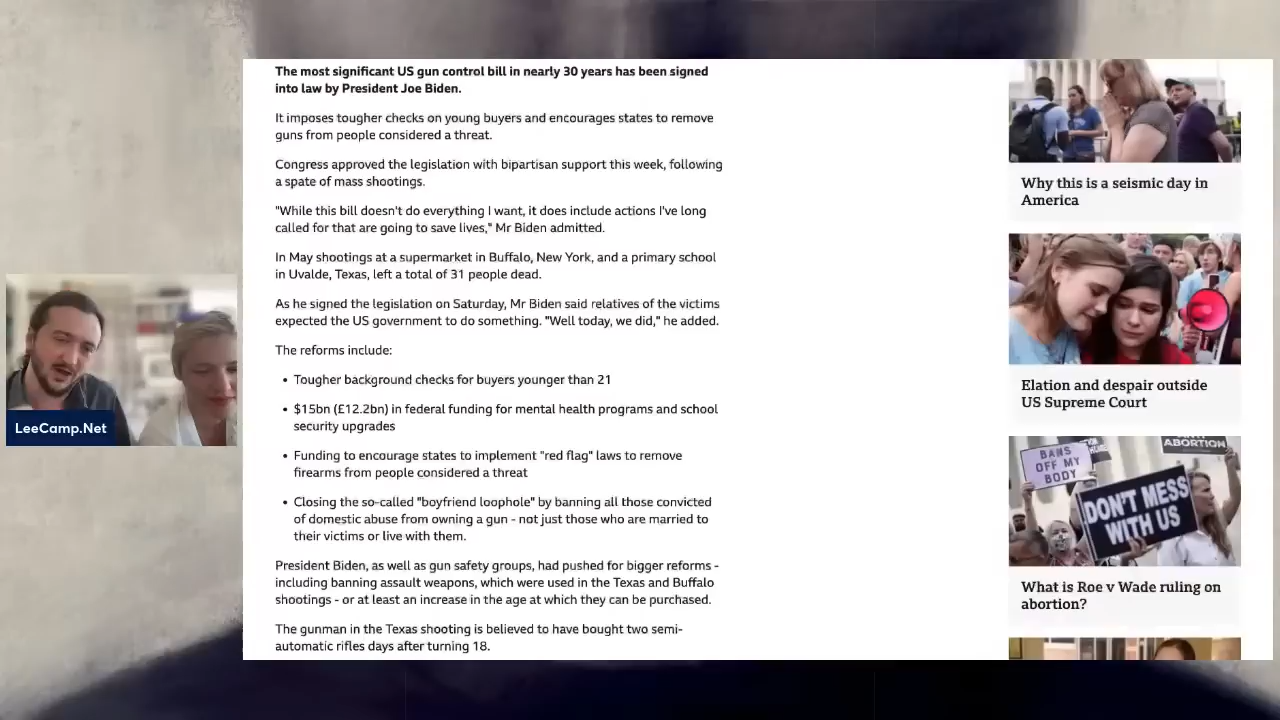 The most significant US gun control bill in nearly 30 years has been signed
into law by President Joe Biden.
It imposes tougher checks on young buyers and encourages states to remove
guns from people considered a threat.
Congress approved the legislation with bipartisan support this week, following
a spate of mass shootings.
"While this bill doesn't do everything I want, it does include actions I've long
called for that are going to save lives," Mr Biden admitted.
In May shootings at a supermarket in Buffalo, New York, and a primary school
in Uvalde, Texas, left a total of 31 people dead.
As he signed the legislation on Saturday, Mr Biden said relatives of the victims
expected the US government to do something. "Well today, we did," he added.
The reforms include:
• Tougher background checks for buyers younger than 21
• $15bn (£12.2bn) in federal funding for mental health programs and school
security upgrades
• Funding to encourage states to implement "red flag" laws to remove
firearms from people considered a threat
• Closing the so-called "boyfriend loophole" by banning all those convicted
of domestic abuse from owning a gun - not just those who are married to
their victims or live with them.
President Biden, as well as gun safety groups, had pushed for bigger reforms -
including banning assault weapons, which were used in the Texas and Buffalo
shootings - or at least an increase in the age at which they can be purchased.
The gunman in the Texas shooting is believed to have bought two semi-
automatic rifles days after turning 18.
Why this is a seismic day in
America
Elation and despair outside
US Supreme Court
BANS
OFF MY
BODY
ABORTION
DON'T MESS
WITH US
What is Roe v Wade ruling on
abortion?
LeeCamp.Net